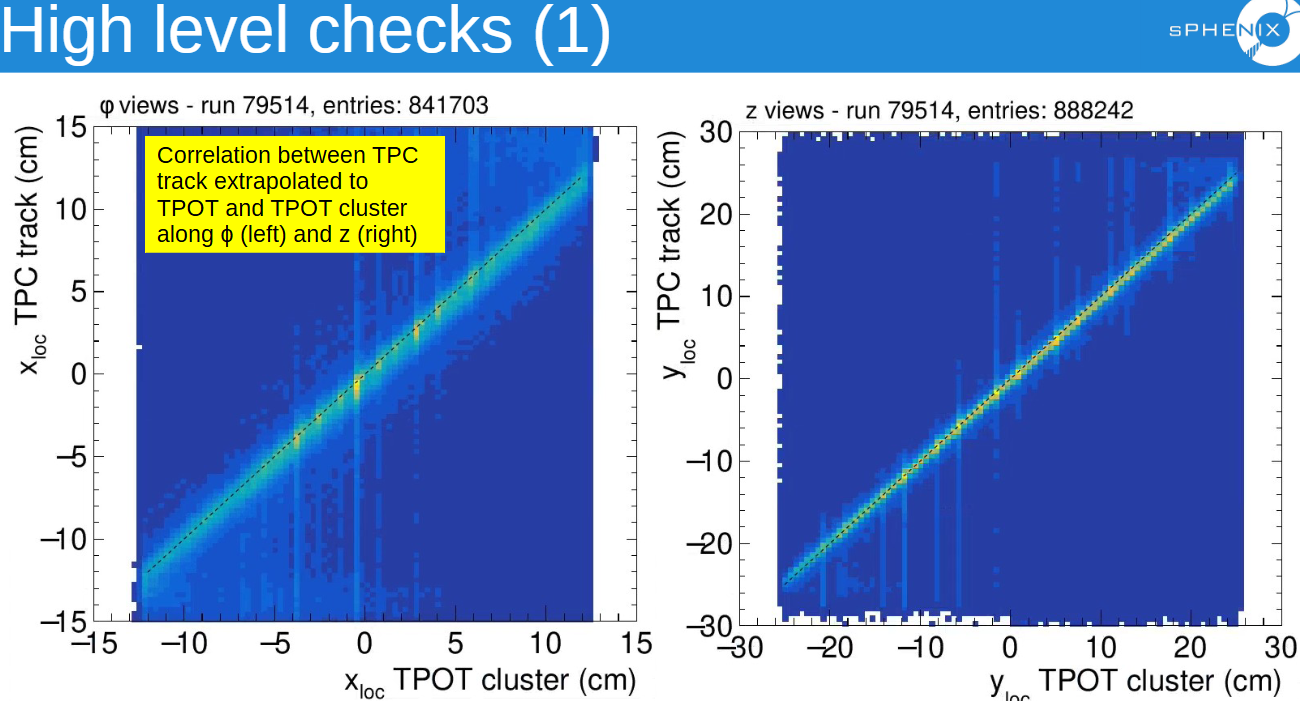 High level checks (1)
sPHENIX
φ views - run 79514, entries: 841703
Correlation between TPC
track extrapolated to
TPOT and TPOT cluster
along ϕ (left) and z (right)
x_loc TPC track (cm)
15
10
5
0
−5
−10
−15
−15 −10 −5 0 5 10 15
x_loc TPOT cluster (cm)
z views - run 79514, entries: 888242
y_loc TPC track (cm)
30
20
10
0
−10
−20
−30
−30 −20 −10 0 10 20 30
y_loc TPOT cluster (cm)